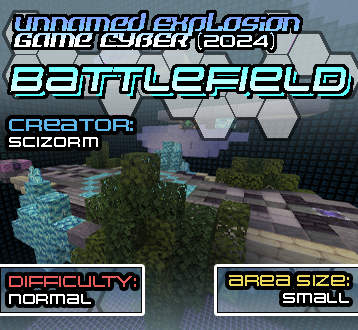 UNNAMED EXPLOSION
GAME CYBER (2024)
BATTLEFIELD
CREATOR:
SCIZORM
DIFFICULTY:
NORMAL
AREA SIZE:
SMALL